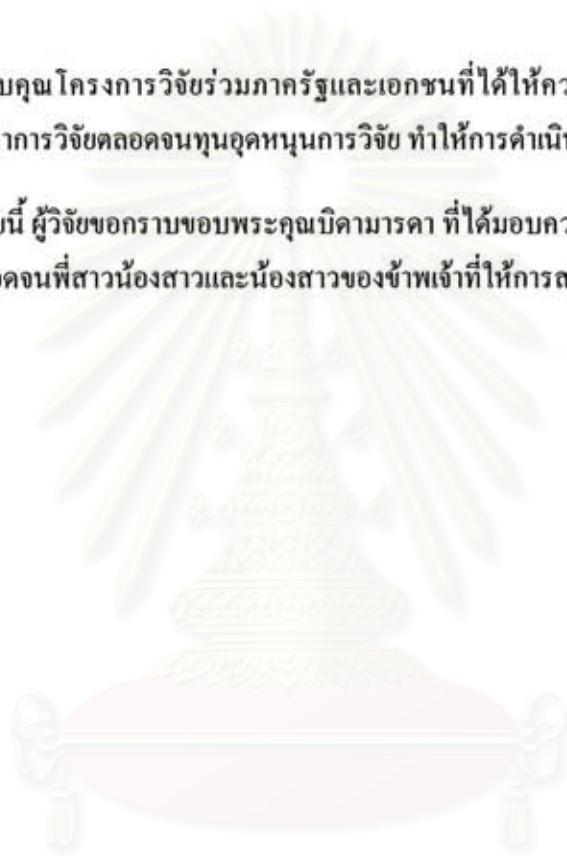 บคุณโครงการวิจัยร่วมภาครัฐและเอกชนที่ได้ให้คว
าการวิจัยตลอดจนทุนอุดหนุนการวิจัย ทำให้การดำเนิ
ยนี้ ผู้วิจัยขอกราบขอบพระคุณบิดามารดา ที่ได้มอบคว
อดจนพี่สาวน้องสาวและน้องสาวของข้าพเจ้าที่ให้การส